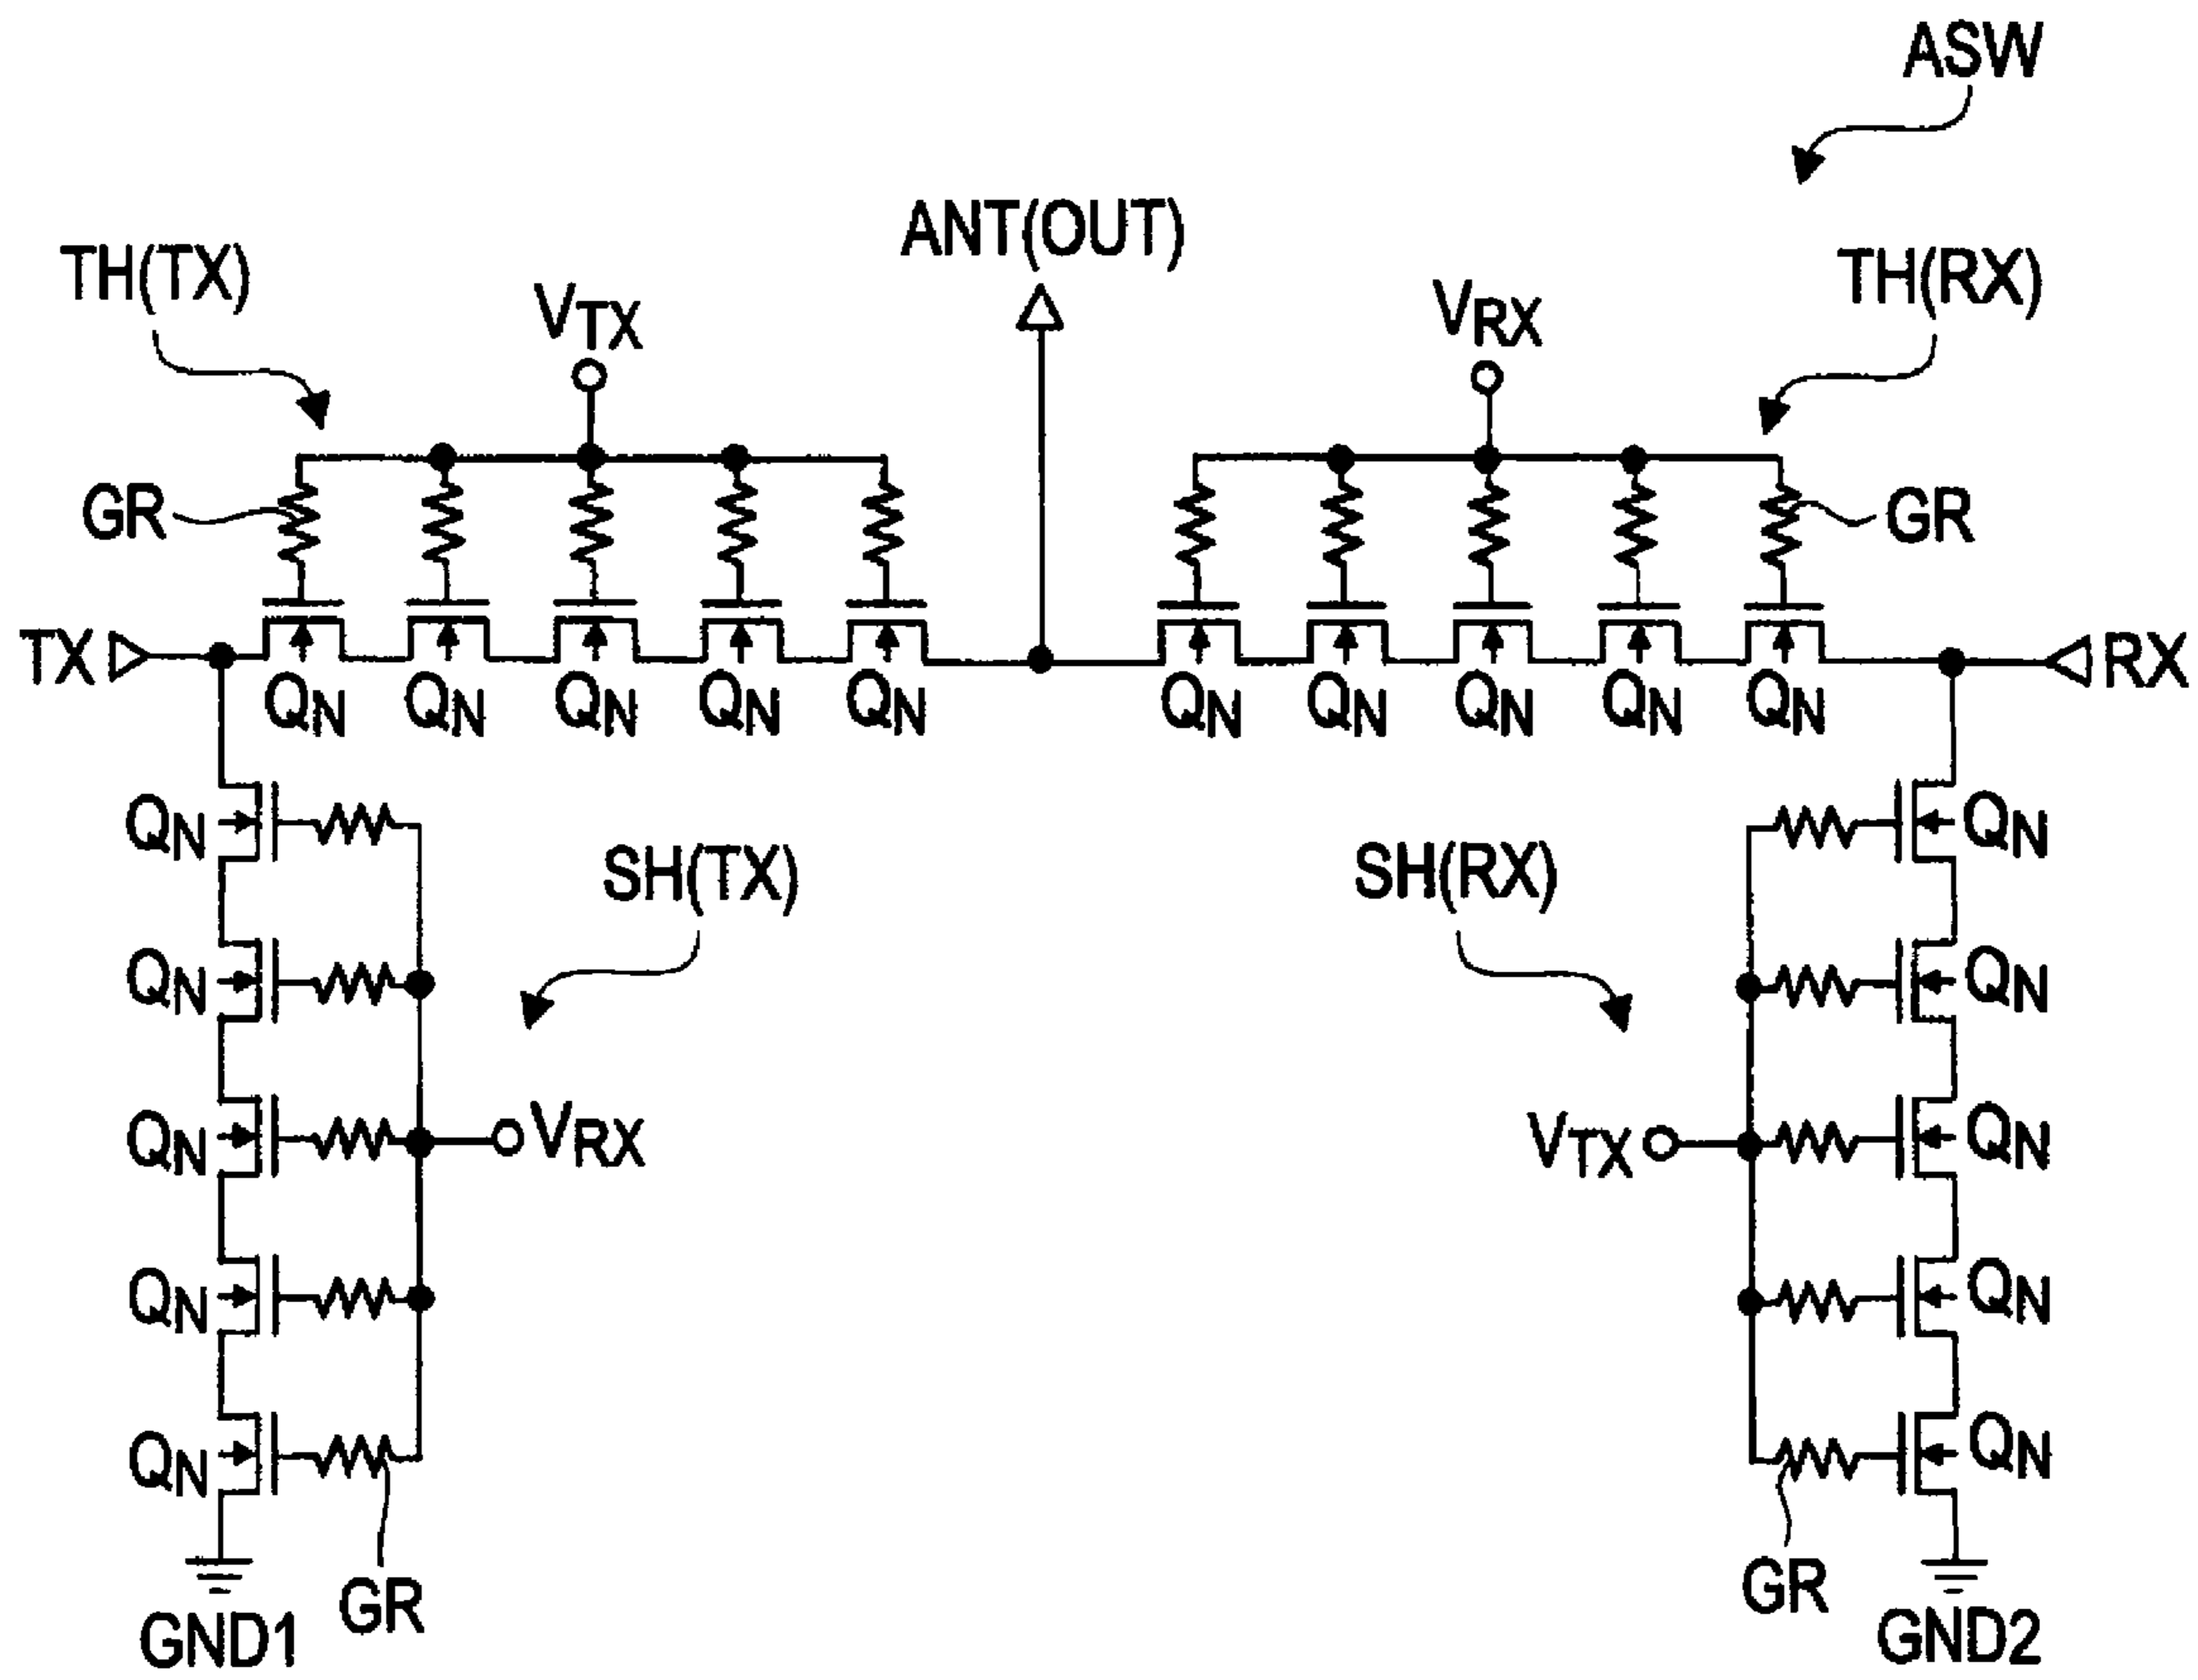 ASW
ANT(OUT)
TH(TX)
TH(RX)
VTX
VRX
GR
GR
TX
RX
QN QN QN QN QN QN QN QN QN QN
QN
QN
SH(TX)
SH(RX)
QN
QN
QN
VRX
VTX
QN
QN
QN
QN
QN
GR
GR
GND1
GND2